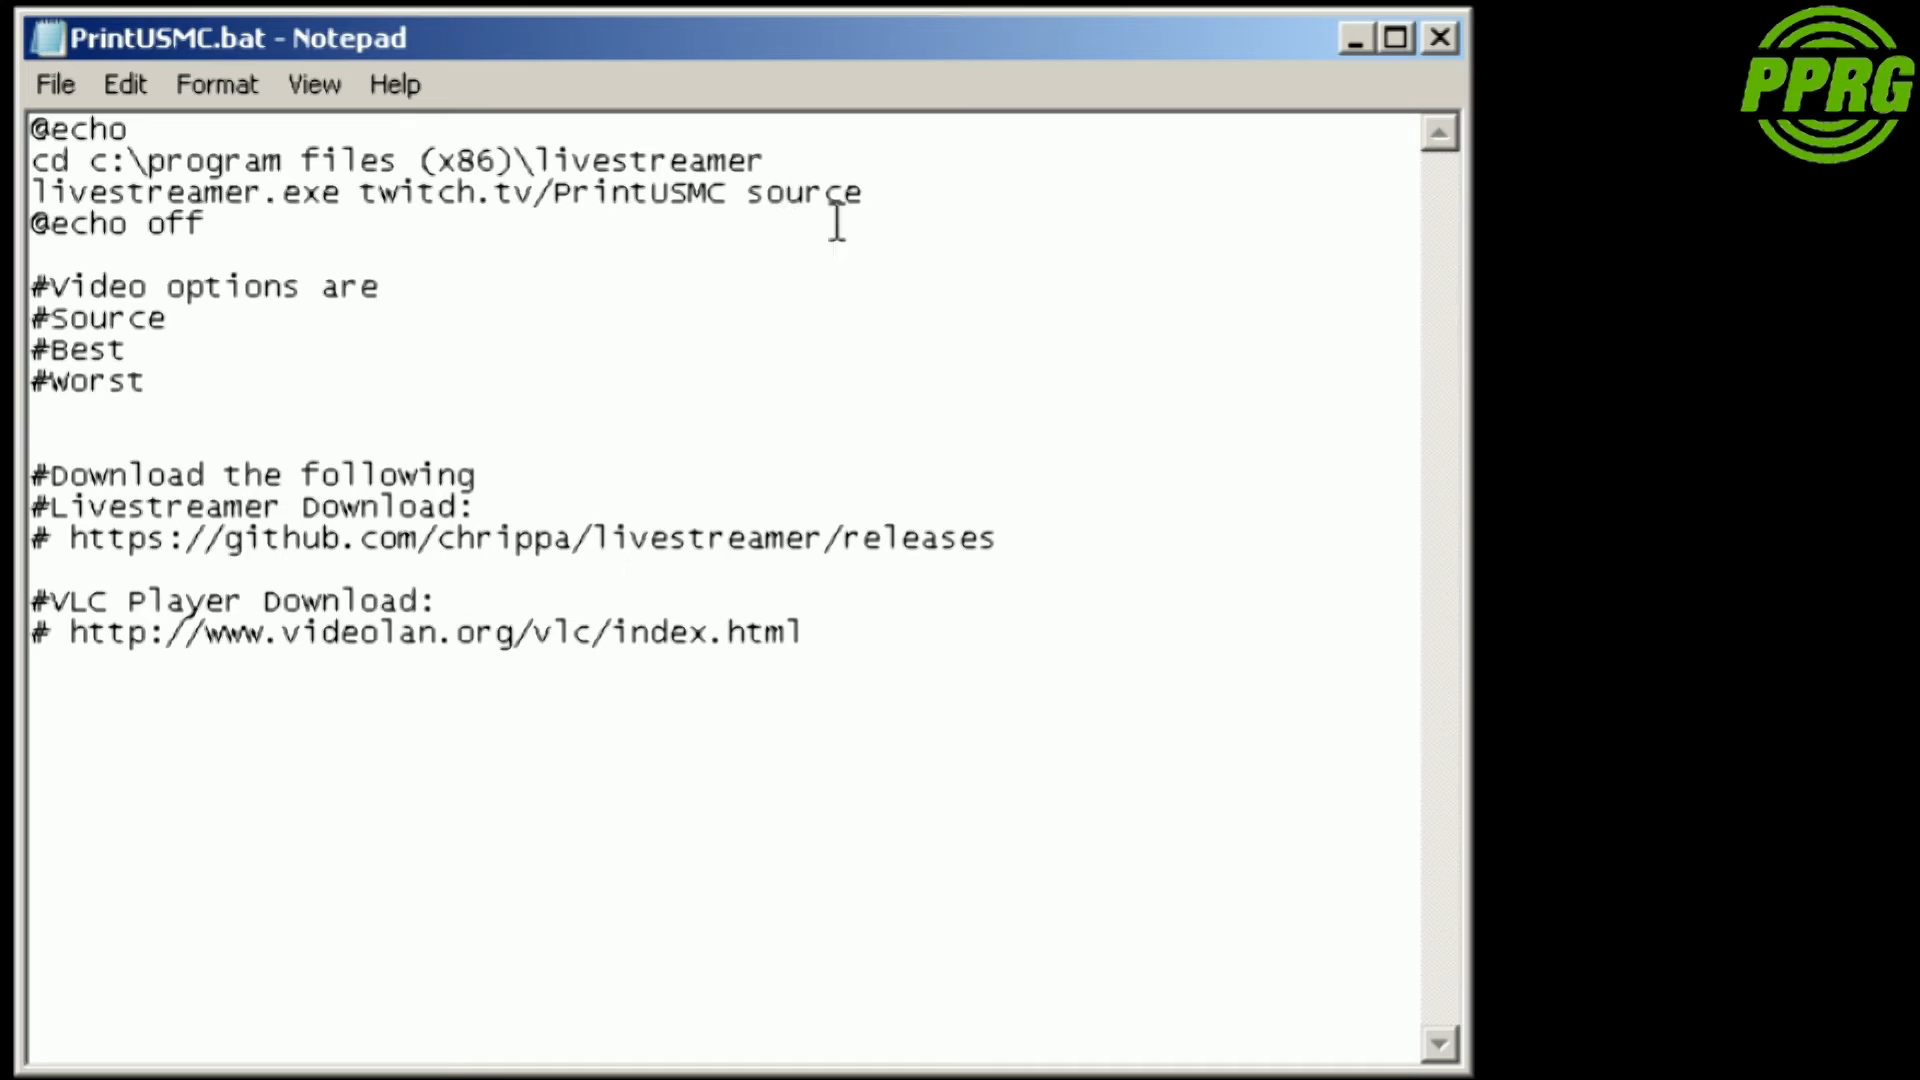 PrintUSMC.bat - Notepad
File Edit Format View Help
@echo
cd c:\program files (x86)\livestreamer
livestreamer.exe twitch.tv/PrintUSMC source
@echo off
#Video options are
#Source
#Best
#Worst
#Download the following
#Livestreamer Download:
# https://github.com/chrippa/livestreamer/releases
#VLC Player Download:
# http://www.videolan.org/vlc/index.html
PPRG